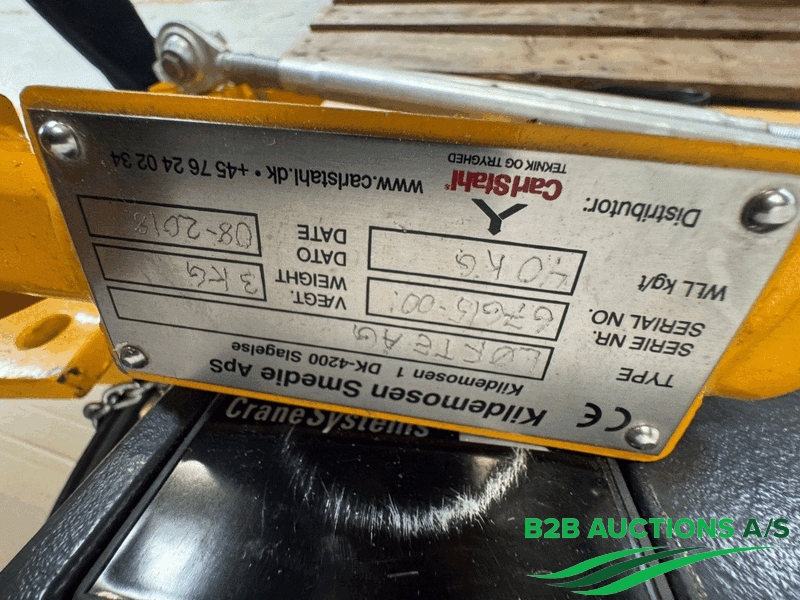 CE Kildemosen Smedie ApS
Kildemosen 1 DK-4200 Slagelse
TYPE
SERIE NR.
SERIAL NO.
VÆGT.
WEIGHT
3 KG
WLL kg/t
40 KG
DATO
DATE
08-2018
Distributor:
CarlStahl®
TEKNIK OG TRYGHED
www.carlstahl.dk • +45 76 24 02 34
CraneSystems
B2B AUCTIONS A/S